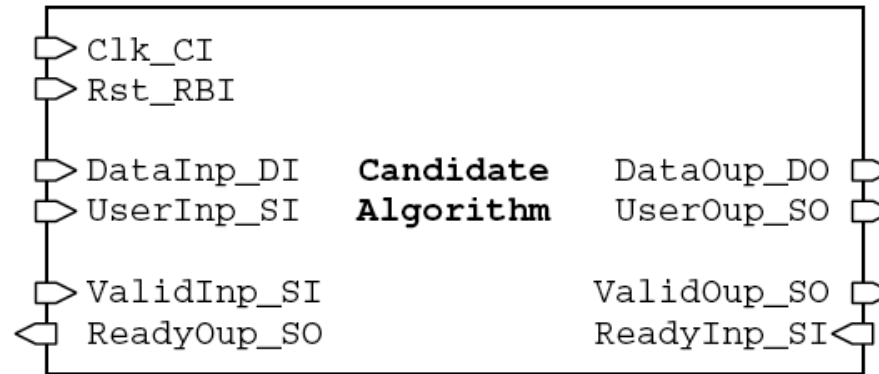 Clk_CI
Rst_RBI
DataInp_DI Candidate DataOup_DO
UserInp_SI Algorithm UserOup_SO
ValidInp_SI ValidOup_SO
ReadyOup_SO ReadyInp_SI